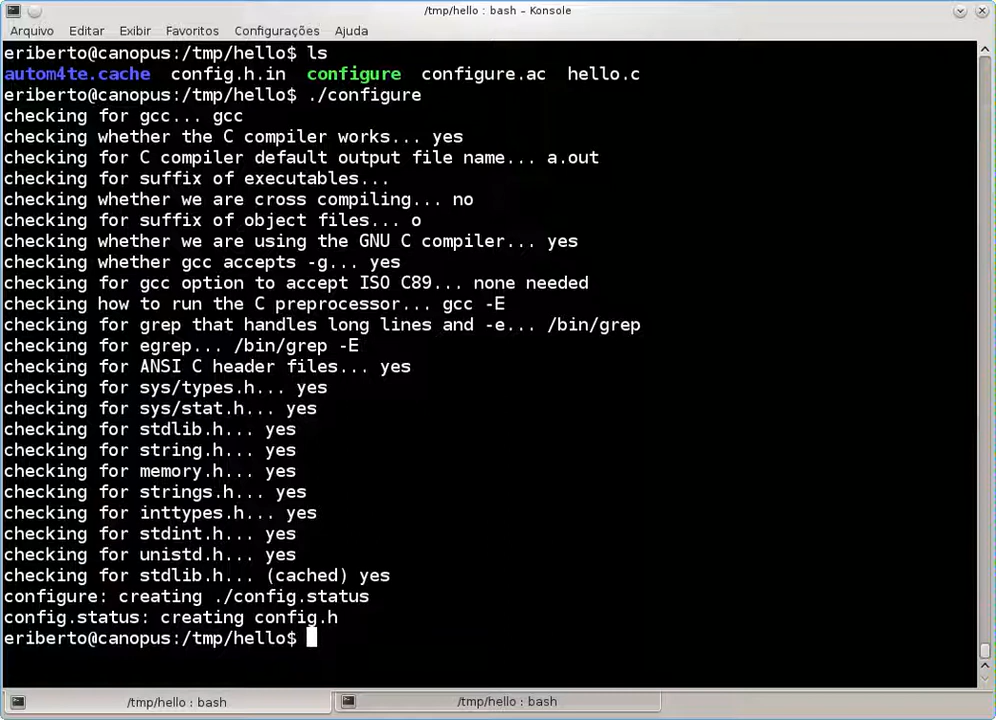 /tmp/hello : bash – Konsole
Arquivo Editar Exibir Favoritos Configurações Ajuda
eriberto@canopus:/tmp/hello$ ls
autom4te.cache config.h.in configure configure.ac hello.c
eriberto@canopus:/tmp/hello$ ./configure
checking for gcc... gcc
checking whether the C compiler works... yes
checking for C compiler default output file name... a.out
checking for suffix of executables...
checking whether we are cross compiling... no
checking for suffix of object files... o
checking whether we are using the GNU C compiler... yes
checking whether gcc accepts -g... yes
checking for gcc option to accept ISO C89... none needed
checking how to run the C preprocessor... gcc -E
checking for grep that handles long lines and -e... /bin/grep
checking for egrep... /bin/grep -E
checking for ANSI C header files... yes
checking for sys/types.h... yes
checking for sys/stat.h... yes
checking for stdlib.h... yes
checking for string.h... yes
checking for memory.h... yes
checking for strings.h... yes
checking for inttypes.h... yes
checking for stdint.h... yes
checking for unistd.h... yes
checking for stdlib.h... (cached) yes
configure: creating ./config.status
config.status: creating config.h
eriberto@canopus:/tmp/hello$
/tmp/hello : bash /tmp/hello : bash